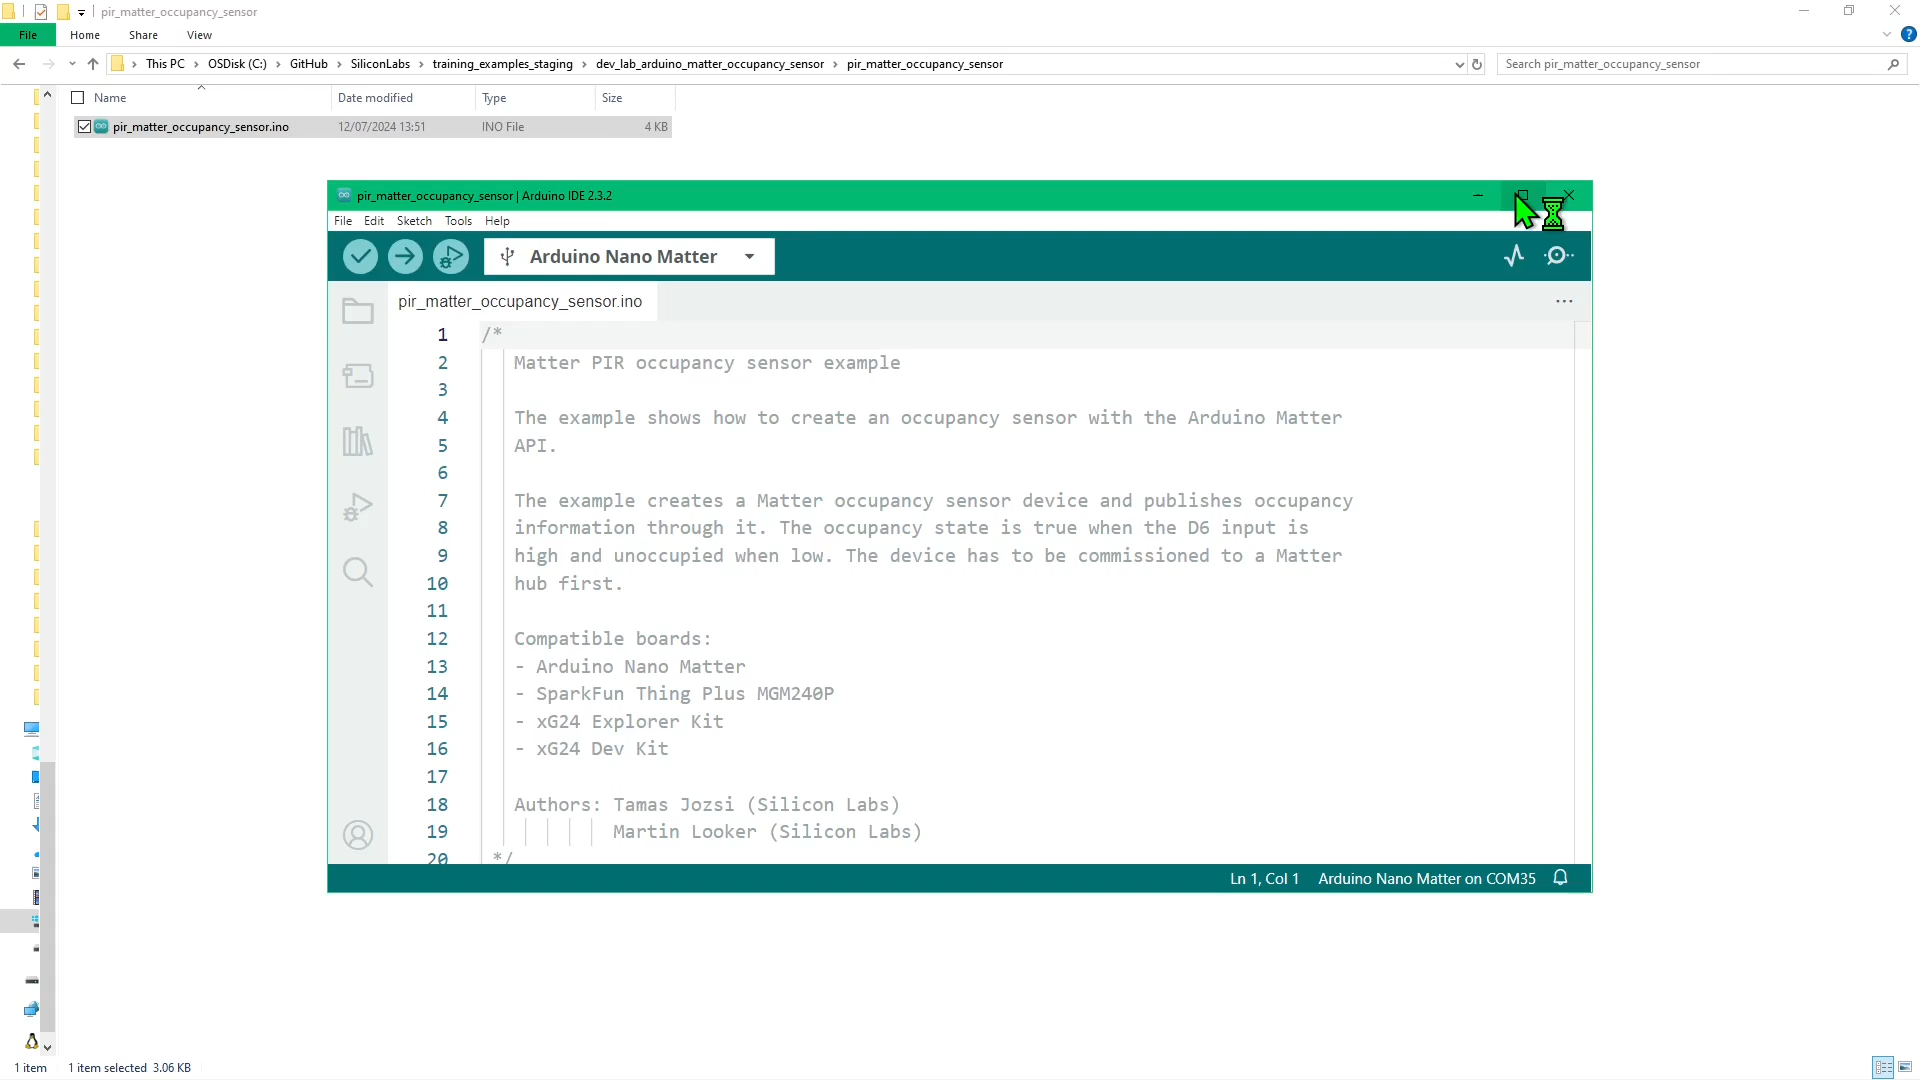 pir_matter_occupancy_sensor
File Home Share View
This PC > OSDisk (C:) > GitHub > SiliconLabs > training_examples_staging > dev_lab_arduino_matter_occupancy_sensor > pir_matter_occupancy_sensor
Search pir_matter_occupancy_sensor
Name Date modified Type Size
pir_matter_occupancy_sensor.ino 12/07/2024 13:51 INO File 4 KB
pir_matter_occupancy_sensor | Arduino IDE 2.3.2
File Edit Sketch Tools Help
Arduino Nano Matter
pir_matter_occupancy_sensor.ino
1 /*
2 Matter PIR occupancy sensor example
3
4 The example shows how to create an occupancy sensor with the Arduino Matter
5 API.
6
7 The example creates a Matter occupancy sensor device and publishes occupancy
8 information through it. The occupancy state is true when the D6 input is
9 high and unoccupied when low. The device has to be commissioned to a Matter
10 hub first.
11
12 Compatible boards:
13 - Arduino Nano Matter
14 - SparkFun Thing Plus MGM240P
15 - xG24 Explorer Kit
16 - xG24 Dev Kit
17
18 Authors: Tamas Jozsi (Silicon Labs)
19 Martin Looker (Silicon Labs)
20 */
Ln 1, Col 1 Arduino Nano Matter on COM35
1 item 1 item selected 3.06 KB